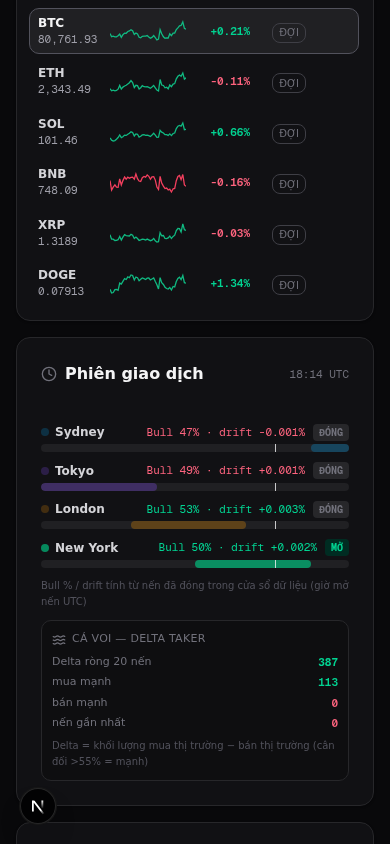 BTC +0.21% ĐỢI
80,761.93
ETH -0.11% ĐỢI
2,343.49
SOL +0.66% ĐỢI
101.46
BNB -0.16% ĐỢI
748.09
XRP -0.03% ĐỢI
1.3189
DOGE +1.34% ĐỢI
0.07913
Phiên giao dịch 18:14 UTC
Sydney Bull 47% · drift -0.001% ĐÓNG
Tokyo Bull 49% · drift +0.001% ĐÓNG
London Bull 53% · drift +0.003% ĐÓNG
New York Bull 50% · drift +0.002% MỞ
Bull % / drift tính từ nến đã đóng trong cửa sổ dữ liệu (giờ mở
nến UTC)
CÁ VOI — DELTA TAKER
Delta ròng 20 nến 387
mua mạnh 113
bán mạnh 0
nến gần nhất 0
Delta = khối lượng mua thị trường − bán thị trường (cân
đối >55% = mạnh)
N